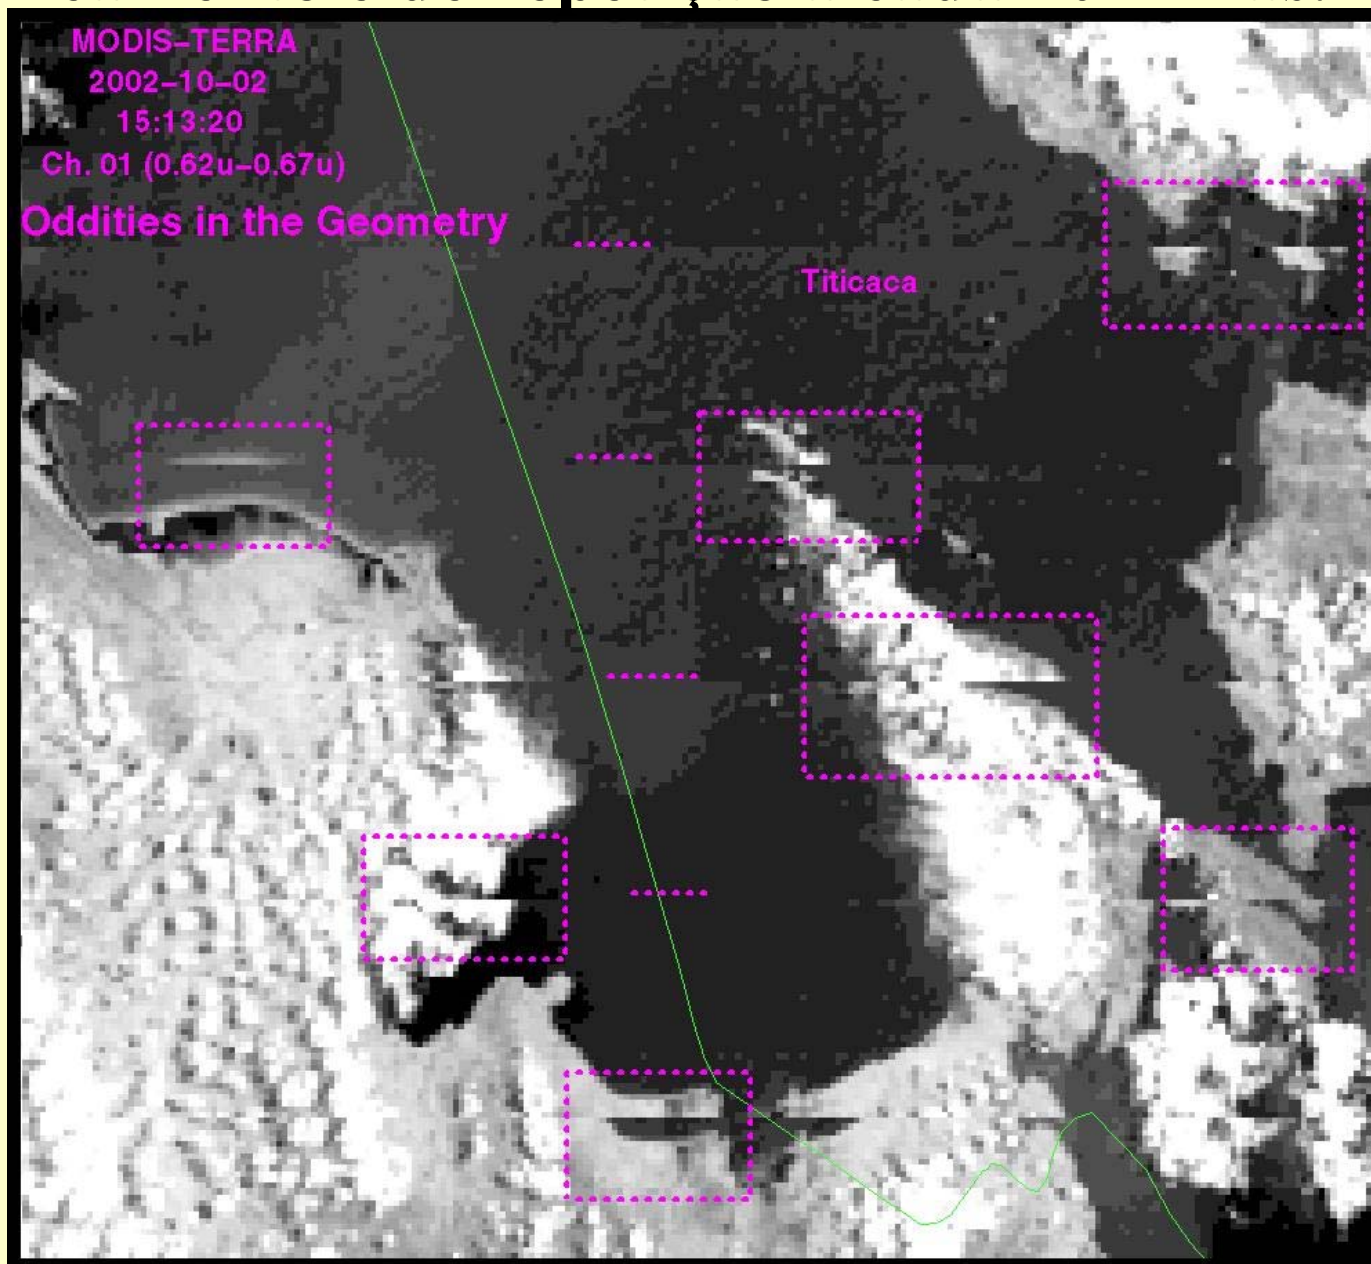 MODIS-TERRA
2002-10-02
15:13:20
Ch. 01 (0.62u-0.67u)
Oddities in the Geometry
Titicaca